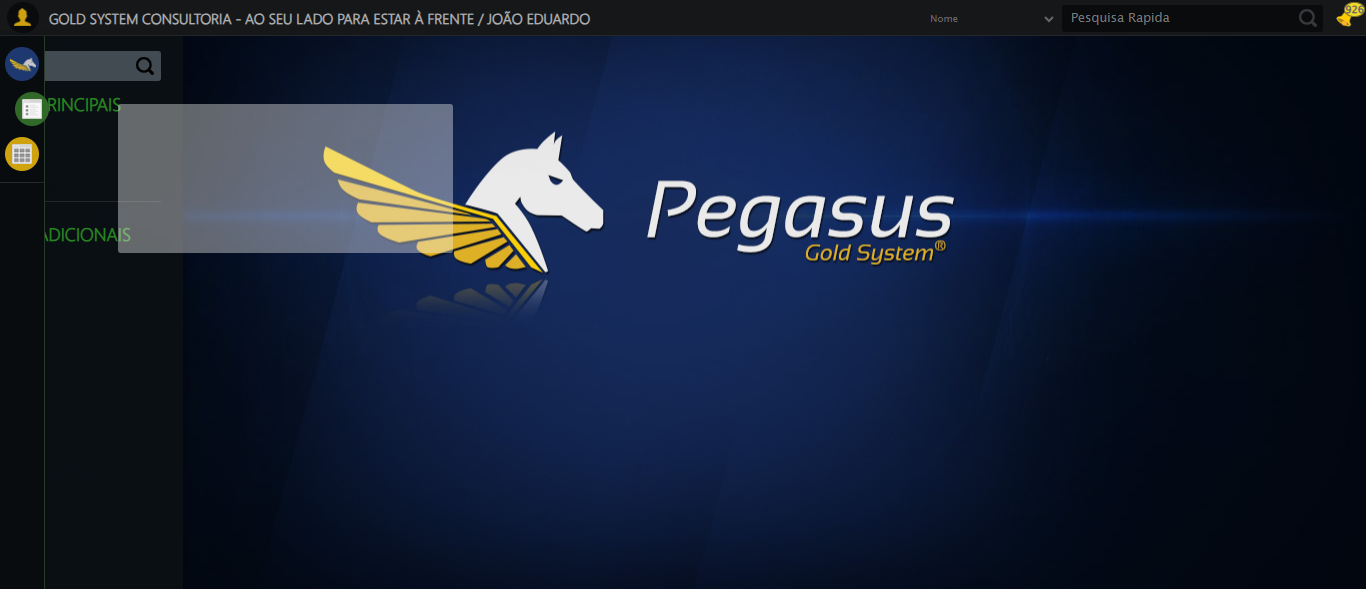 GOLD SYSTEM CONSULTORIA - AO SEU LADO PARA ESTAR À FRENTE / JOÃO EDUARDO
Nome
Pesquisa Rapida
926
RINCIPAIS
ADICIONAIS
Pegasus
Gold System®